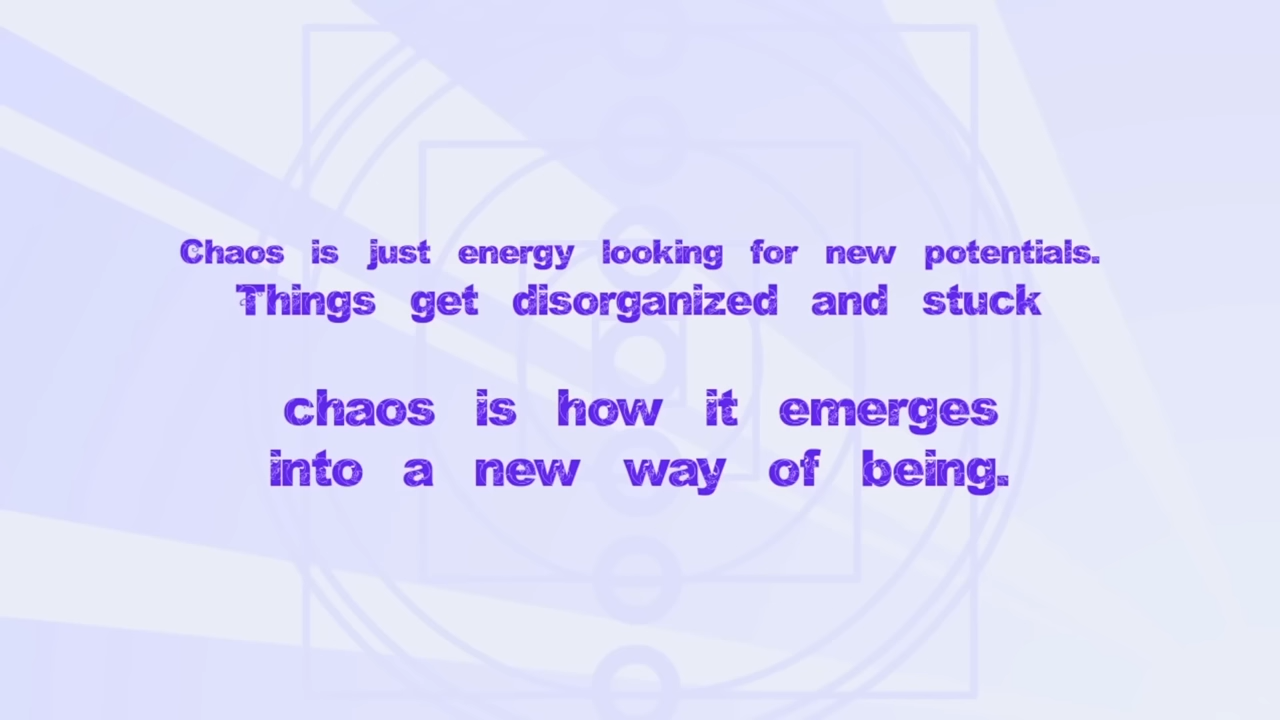 Chaos is just energy looking for new potentials.
Things get disorganized and stuck
chaos is how it emerges
into a new way of being.